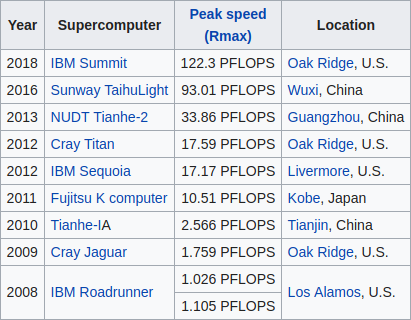 Year Supercomputer Peak speed (Rmax) Location
2018 IBM Summit 122.3 PFLOPS Oak Ridge, U.S.
2016 Sunway TaihuLight 93.01 PFLOPS Wuxi, China
2013 NUDT Tianhe-2 33.86 PFLOPS Guangzhou, China
2012 Cray Titan 17.59 PFLOPS Oak Ridge, U.S.
2012 IBM Sequoia 17.17 PFLOPS Livermore, U.S.
2011 Fujitsu K computer 10.51 PFLOPS Kobe, Japan
2010 Tianhe-IA 2.566 PFLOPS Tianjin, China
2009 Cray Jaguar 1.759 PFLOPS Oak Ridge, U.S.
2008 IBM Roadrunner 1.026 PFLOPS Los Alamos, U.S.
1.105 PFLOPS